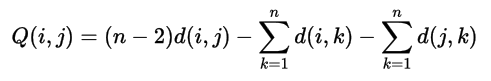 Q(i, j) = (n − 2)d(i, j) − ∑_{k=1}^{n} d(i, k) − ∑_{k=1}^{n} d(j, k)